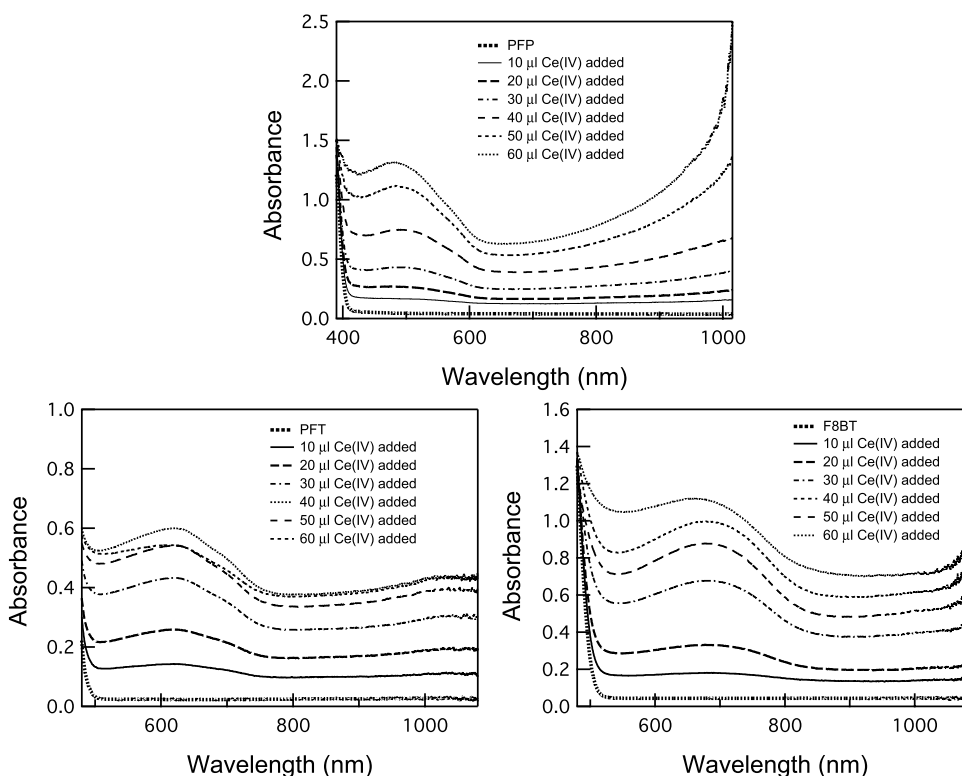 2.5
2.0
1.5
1.0
0.5
0.0
Absorbance
PFP
10 µl Ce(IV) added
20 µl Ce(IV) added
30 µl Ce(IV) added
40 µl Ce(IV) added
50 µl Ce(IV) added
60 µl Ce(IV) added
400 600 800 1000
Wavelength (nm)
1.0
0.8
0.6
0.4
0.2
0.0
Absorbance
PFT
10 µl Ce(IV) added
20 µl Ce(IV) added
30 µl Ce(IV) added
40 µl Ce(IV) added
50 µl Ce(IV) added
60 µl Ce(IV) added
600 800 1000
Wavelength (nm)
1.6
1.4
1.2
1.0
0.8
0.6
0.4
0.2
0.0
Absorbance
F8BT
10 µl Ce(IV) added
20 µl Ce(IV) added
30 µl Ce(IV) added
40 µl Ce(IV) added
50 µl Ce(IV) added
60 µl Ce(IV) added
600 800 1000
Wavelength (nm)